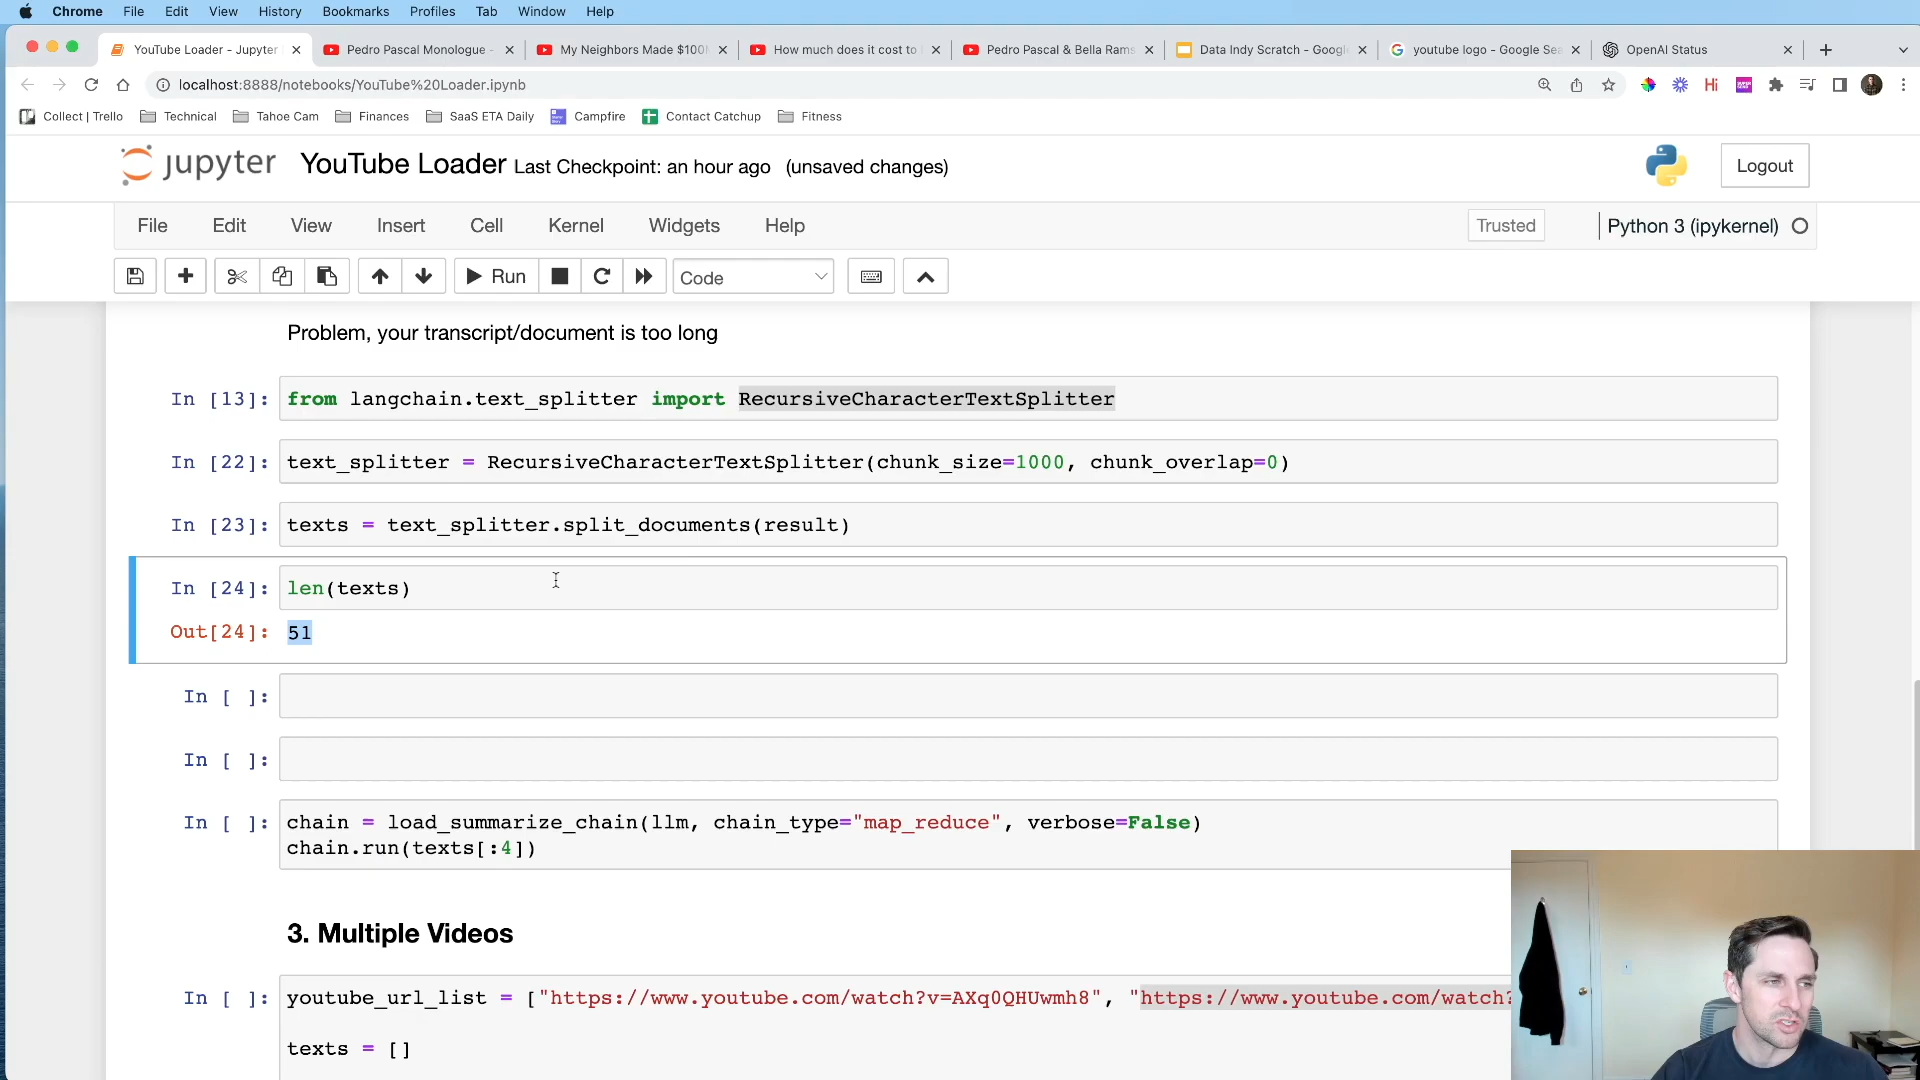 Chrome File Edit View History Bookmarks Profiles Tab Window Help
YouTube Loader - Jupyter Pedro Pascal Monologue - My Neighbors Made $100 How much does it cost to Pedro Pascal & Bella Rams Data Indy Scratch - Google youtube logo - Google Sea OpenAI Status
localhost:8888/notebooks/YouTube%20Loader.ipynb Hi
Collect | Trello Technical Tahoe Cam Finances SaaS ETA Daily Campfire Contact Catchup Fitness
jupyter YouTube Loader Last Checkpoint: an hour ago (unsaved changes) Logout
File Edit View Insert Cell Kernel Widgets Help Trusted Python 3 (ipykernel)
Run Code
Problem, your transcript/document is too long
In [13]: from langchain.text_splitter import RecursiveCharacterTextSplitter
In [22]: text_splitter = RecursiveCharacterTextSplitter(chunk_size=1000, chunk_overlap=0)
In [23]: texts = text_splitter.split_documents(result)
In [24]: len(texts)
Out[24]: 51
In [ ]:
In [ ]:
In [ ]: chain = load_summarize_chain(llm, chain_type="map_reduce", verbose=False)
chain.run(texts[:4])
3. Multiple Videos
In [ ]: youtube_url_list = ["https://www.youtube.com/watch?v=AXq0QHUwmh8", "https://www.youtube.com/watch?
texts = []